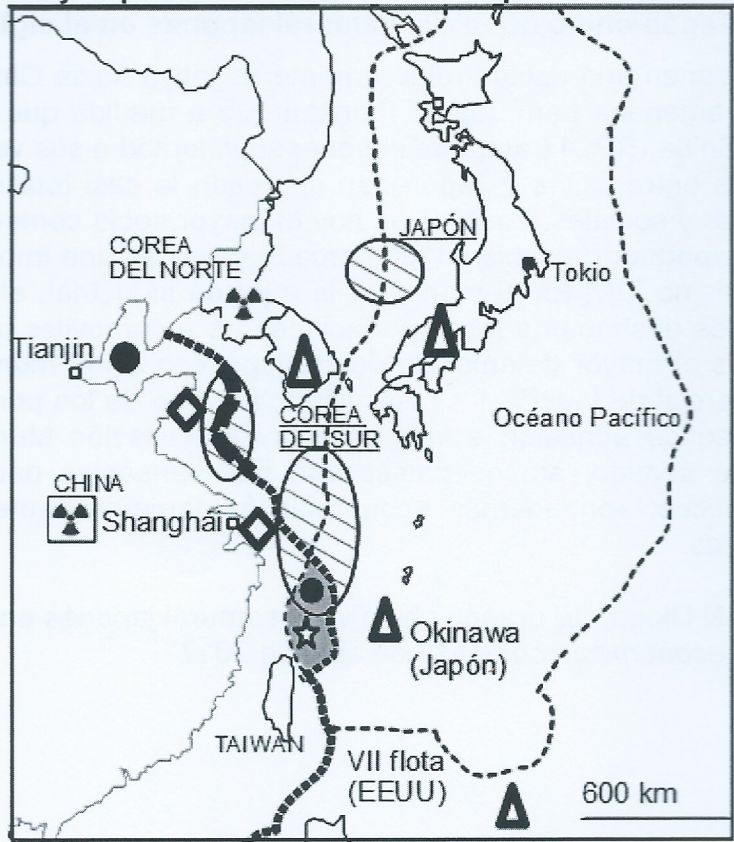 JAPÓN
COREA
DEL NORTE
Tokio
Tianjin
COREA
DEL SUR
Océano Pacífico
CHINA
Shanghái
Okinawa
(Japón)
TAIWAN
VII flota
(EEUU)
600 km